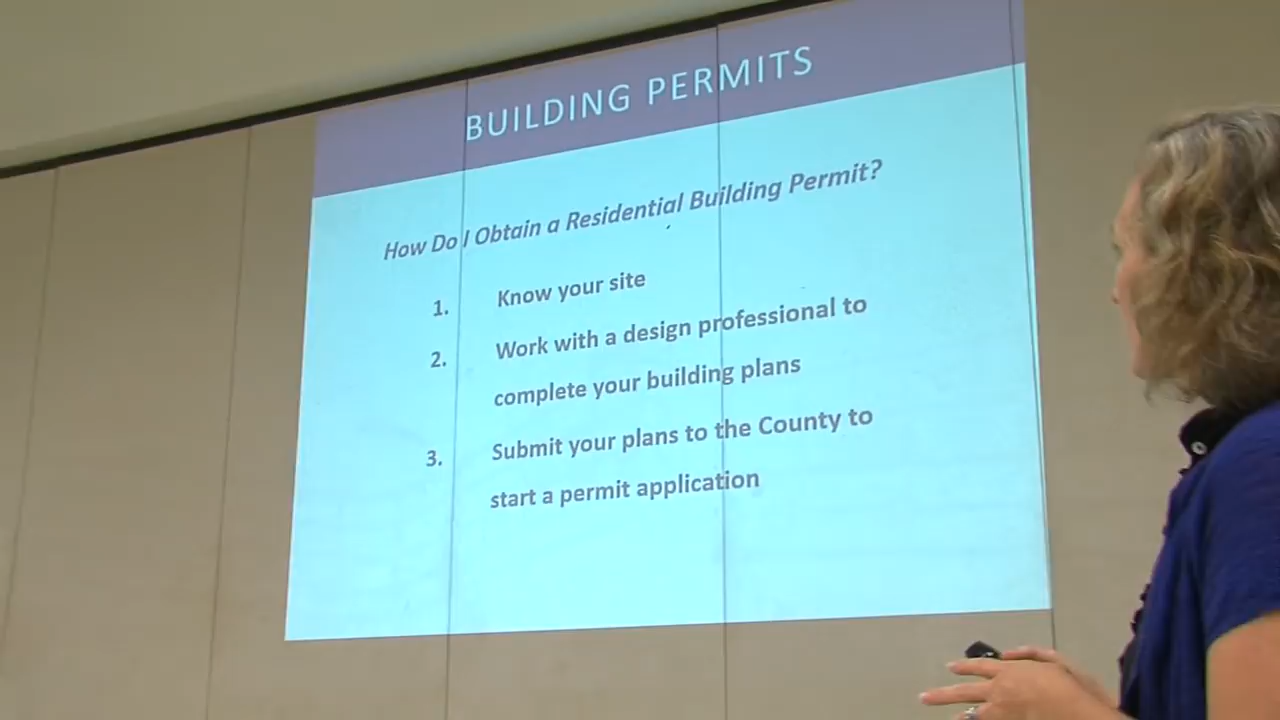 BUILDING PERMITS
How Do I Obtain a Residential Building Permit?
1. Know your site
2. Work with a design professional to
complete your building plans
3. Submit your plans to the County to
start a permit application